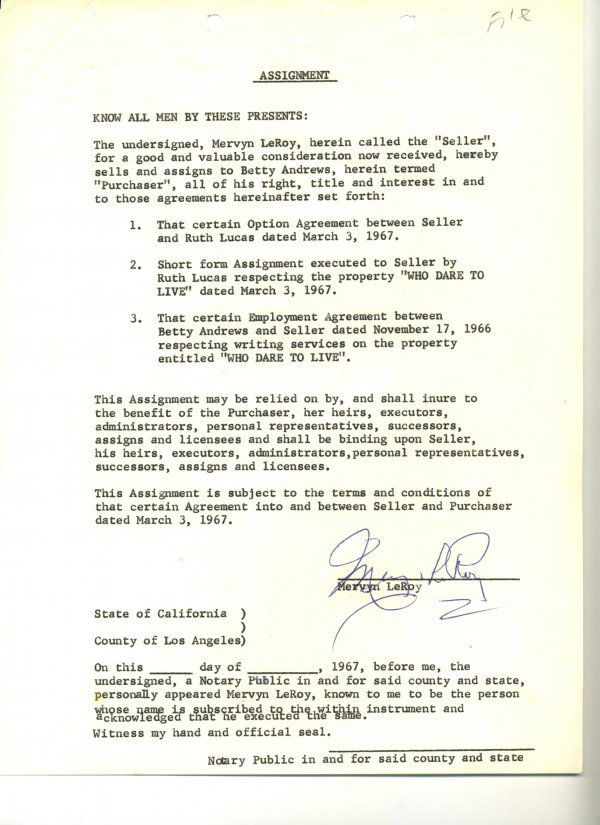 File
ASSIGNMENT
KNOW ALL MEN BY THESE PRESENTS:
The undersigned, Mervyn LeRoy, herein called the "Seller",
for a good and valuable consideration now received, hereby
sells and assigns to Betty Andrews, herein termed
"Purchaser", all of his right, title and interest in and
to those agreements hereinafter set forth:
1. That certain Option Agreement between Seller
and Ruth Lucas dated March 3, 1967.
2. Short form Assignment executed to Seller by
Ruth Lucas respecting the property "WHO DARE TO
LIVE" dated March 3, 1967.
3. That certain Employment Agreement between
Betty Andrews and Seller dated November 17, 1966
respecting writing services on the property
entitled "WHO DARE TO LIVE".
This Assignment may be relied on by, and shall inure to
the benefit of the Purchaser, her heirs, executors,
administrators, personal representatives, successors,
assigns and licensees and shall be binding upon Seller,
his heirs, executors, administrators,personal representatives,
successors, assigns and licensees.
This Assignment is subject to the terms and conditions of
that certain Agreement into and between Seller and Purchaser
dated March 3, 1967.
Mervyn LeRoy
Mervyn LeRoy
State of California )
)
County of Los Angeles)
On this ______ day of __________, 1967, before me, the
undersigned, a Notary Public in and for said county and state,
personally appeared Mervyn LeRoy, known to me to be the person
whose name is subscribed to the within instrument and
acknowledged that he executed the same.
Witness my hand and official seal.
Notary Public in and for said county and state